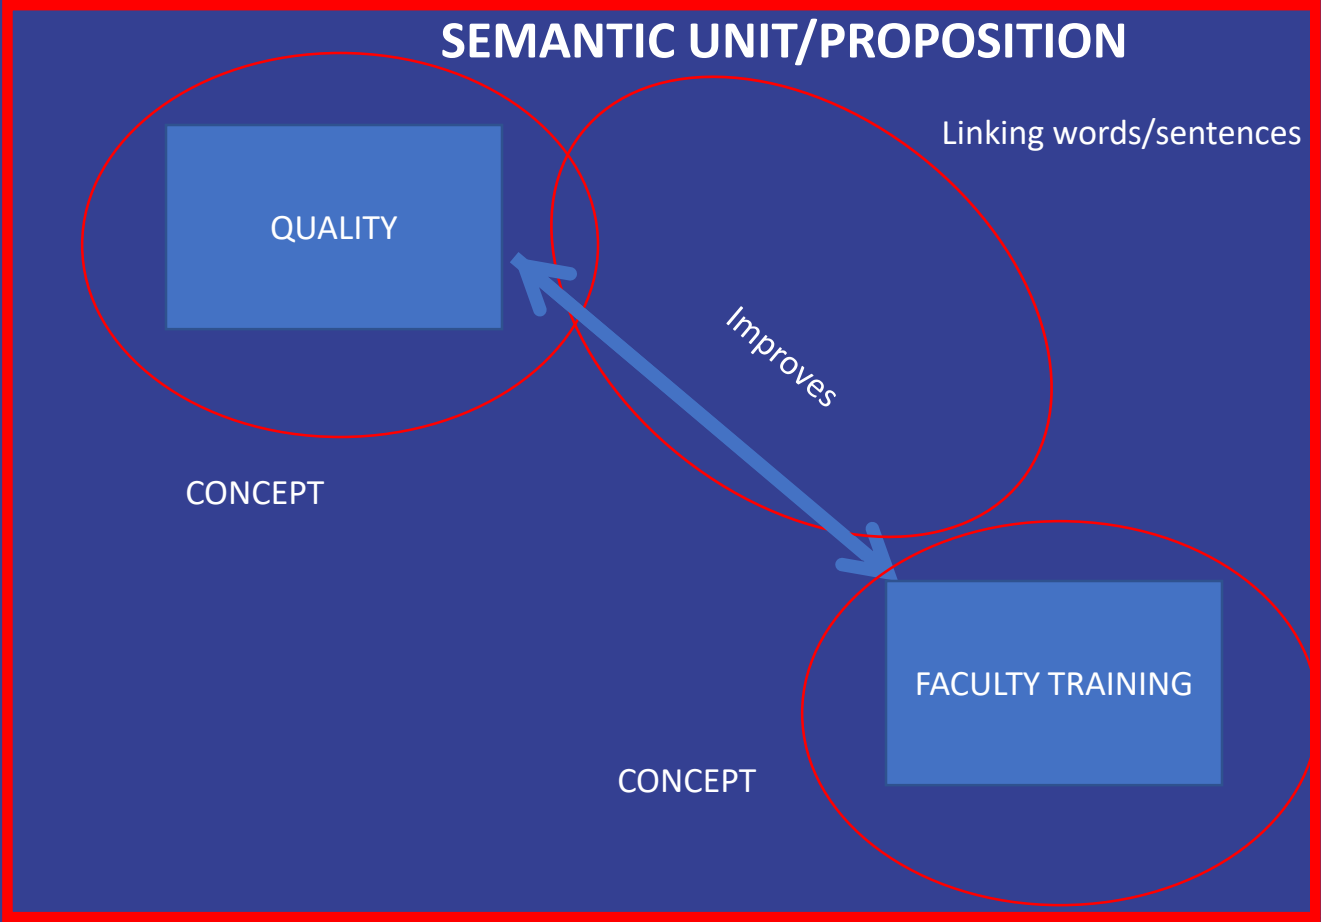 SEMANTIC UNIT/PROPOSITION
Linking words/sentences
QUALITY
Improves
CONCEPT
FACULTY TRAINING
CONCEPT